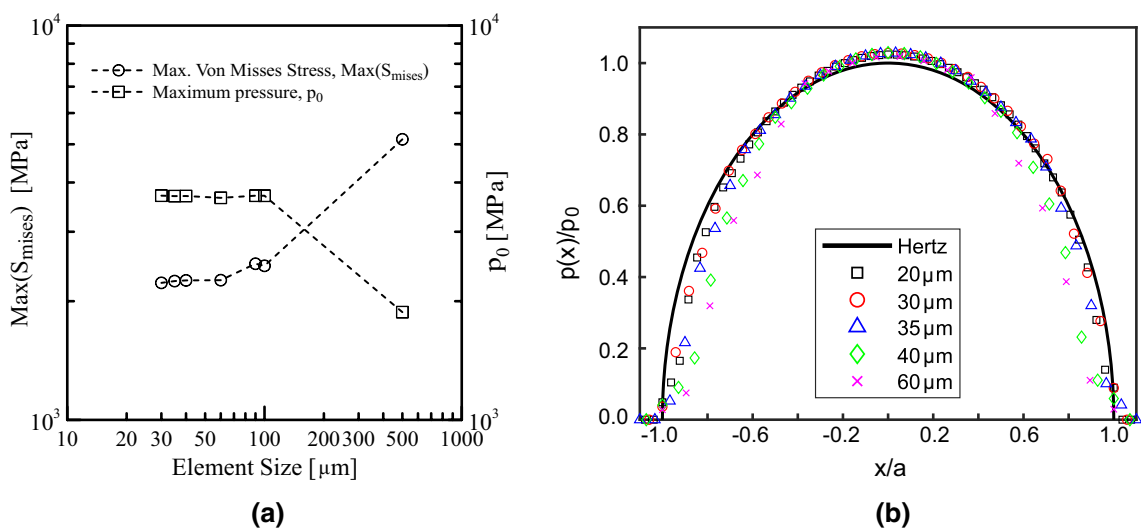 (a)
10⁴
10⁴
Max. Von Misses Stress, Max(Smises)
Maximum pressure, p₀
Max(Smises) [MPa]
p₀ [MPa]
10³
10³
10 20 30 50 100 200 300 500 1000
Element Size [μm]
(a)
(b)
1.0
0.8
0.6
0.4
0.2
0.0
p(x)/p₀
Hertz
20 μm
30 μm
35 μm
40 μm
60 μm
-1.0 -0.6 -0.2 0.2 0.6 1.0
x/a
(b)